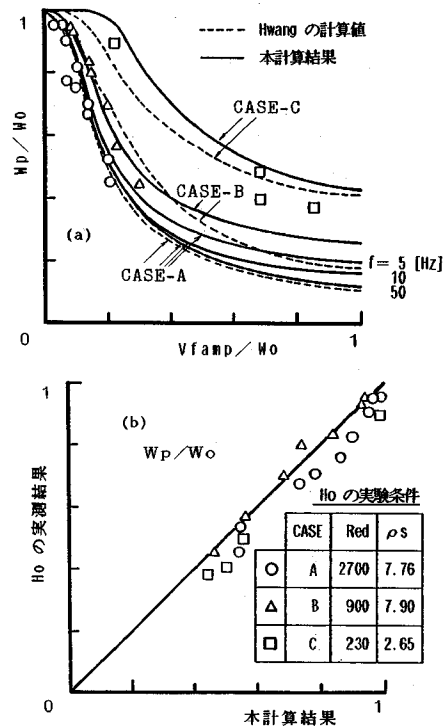 1
Hwang の計算値
本計算結果
CASE-C
Wp/Wo
CASE-B
(a)
CASE-A
f= 5 [Hz]
10
50
0
Vfamp/Wo
1
1
(b)
Wp/Wo
Ho の実測結果
Ho の実験条件
CASE Red ρs
○ A 2700 7.76
△ B 900 7.90
□ C 230 2.65
0
本計算結果
1